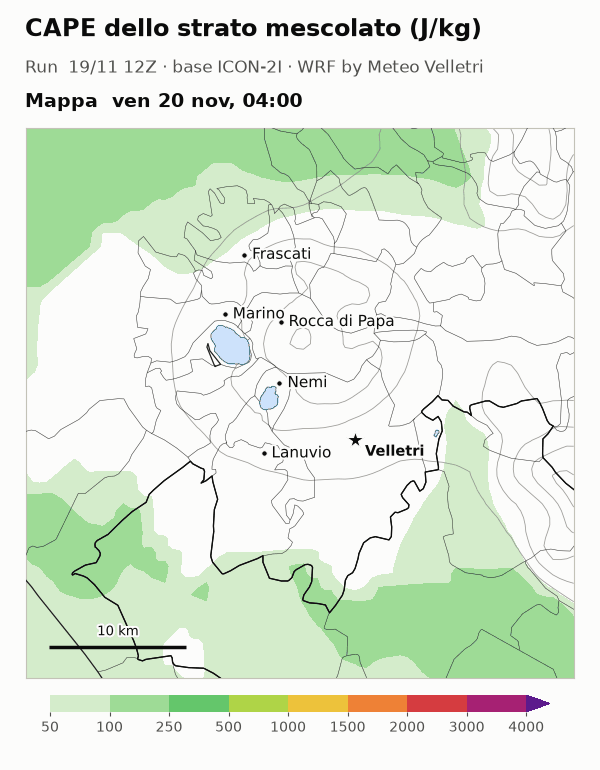 CAPE dello strato mescolato (J/kg)
Run  19/11 12Z · base ICON-2I · WRF by Meteo Velletri
Mappa  ven 20 nov, 04:00
Frascati
Marino
Rocca di Papa
Nemi
Velletri
Lanuvio
10 km
50 100 250 500 1000 1500 2000 3000 4000